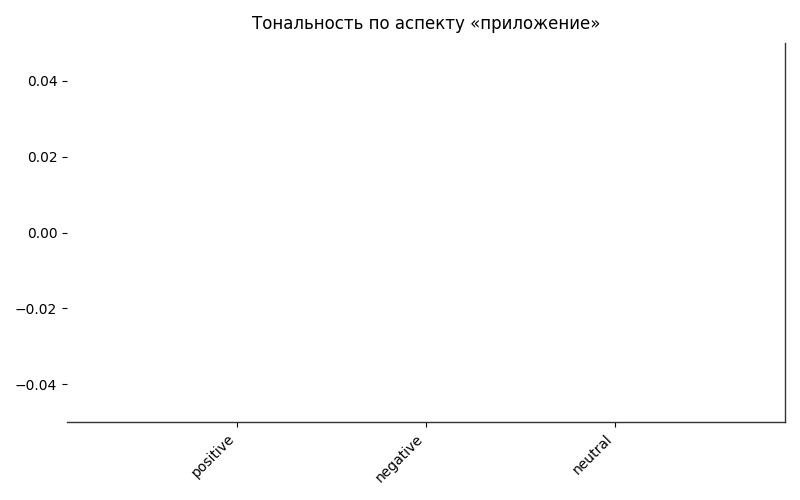 Тональность по аспекту «приложение»
0.04
0.02
0.00
−0.02
−0.04
positive
negative
neutral